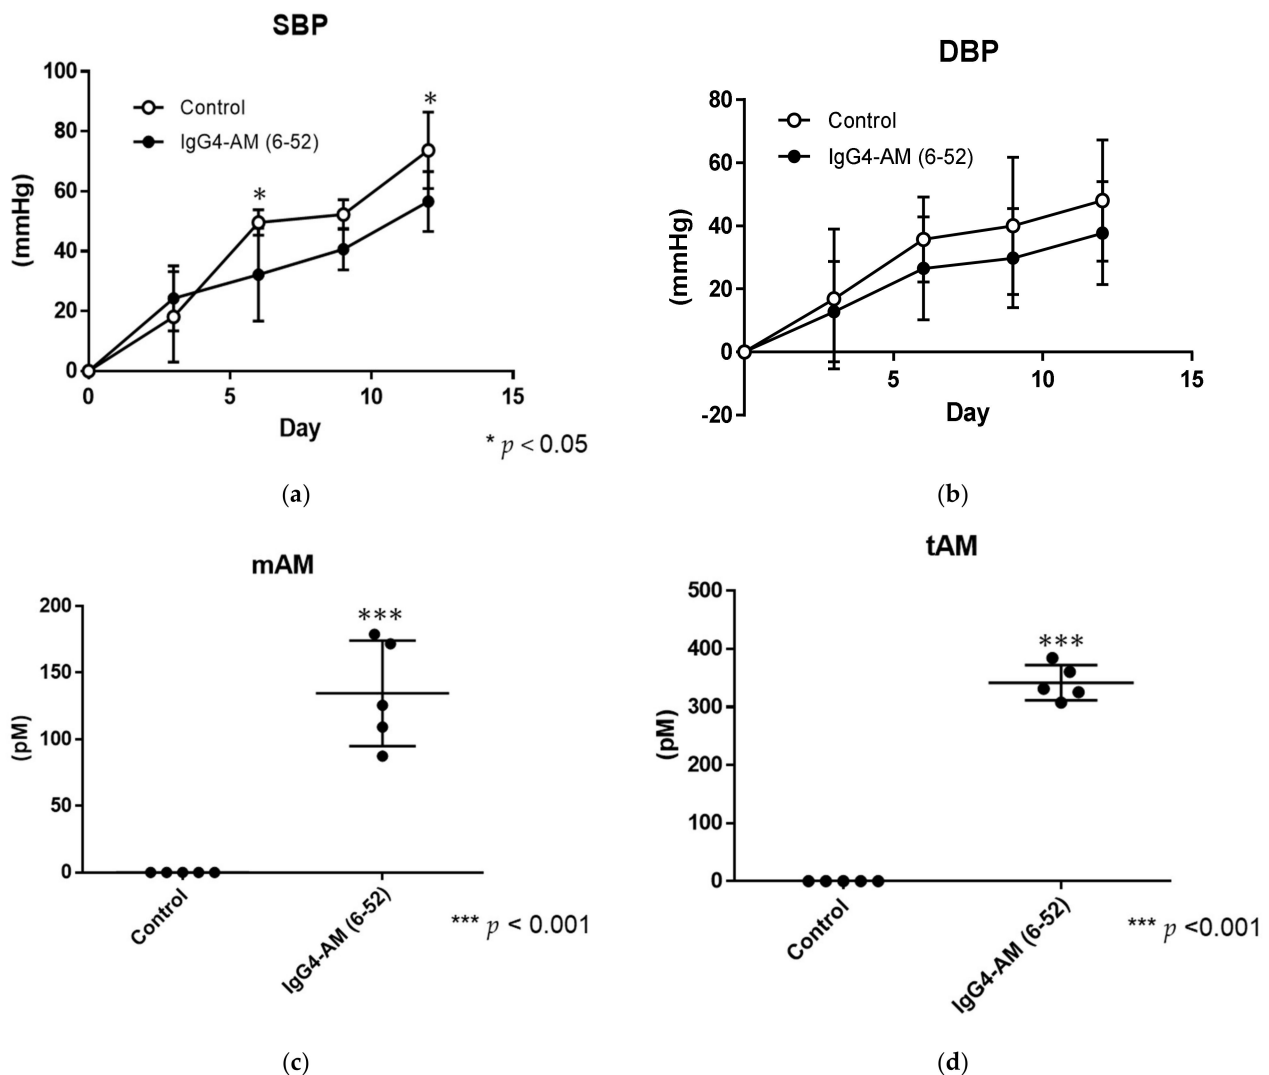 SBP
100
80
60
40
20
0
(mmHg)
Control
IgG4-AM (6-52)
*
*
0
5
10
15
Day
* p < 0.05
(a)
DBP
80
60
40
20
0
-20
(mmHg)
Control
IgG4-AM (6-52)
5
10
15
Day
(b)
mAM
200
150
100
50
0
(pM)
***
Control
IgG4-AM (6-52)
*** p < 0.001
(c)
tAM
500
400
300
200
100
0
(pM)
***
Control
IgG4-AM (6-52)
*** p <0.001
(d)